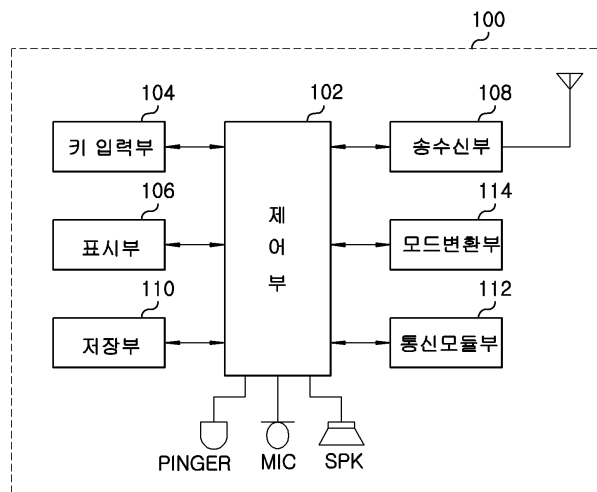 100
104
102
108
키 입력부
송수신부
106
114
제
어
부
표시부
모드변환부
110
112
저장부
통신모듈부
PINGER
MIC
SPK